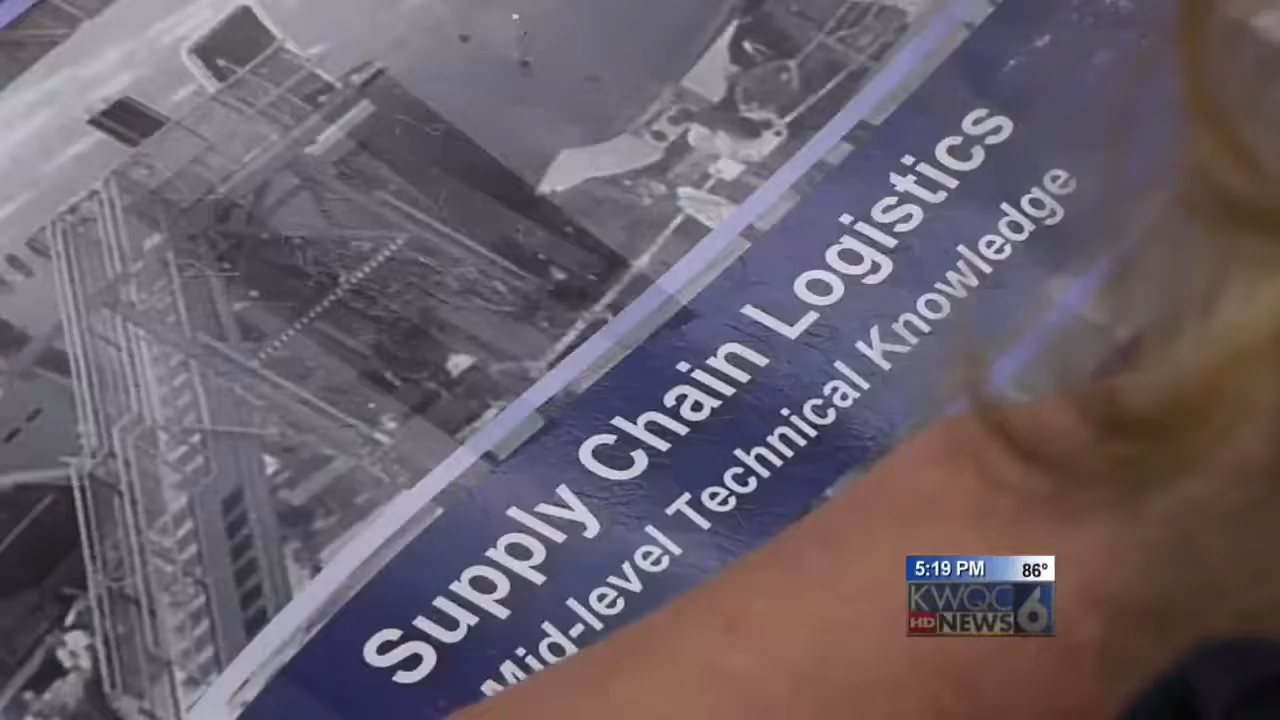 Supply Chain Logistics
Mid-level Technical Knowledge
5:19 PM 86°
KWQC
HD NEWS 6